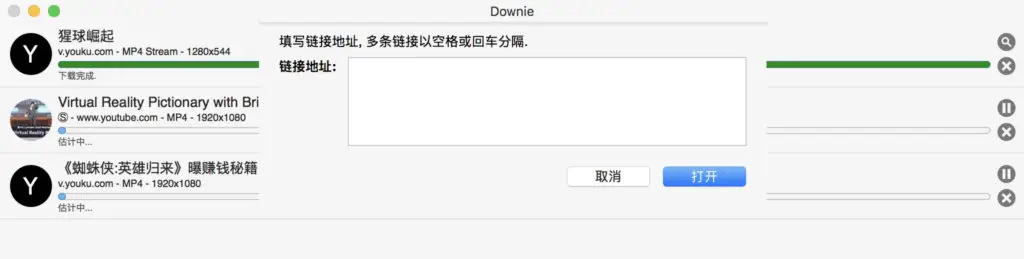 Downie
填写链接地址, 多条链接以空格或回车分隔.
链接地址:
取消
打开
Y
猩球崛起
v.youku.com - MP4 Stream - 1280x544
下载完成.
Virtual Reality Pictionary with Bri
Ⓢ - www.youtube.com - MP4 - 1920x1080
估计中...
Y
《蜘蛛侠:英雄归来》曝赚钱秘籍
v.youku.com - MP4 - 1920x1080
估计中...